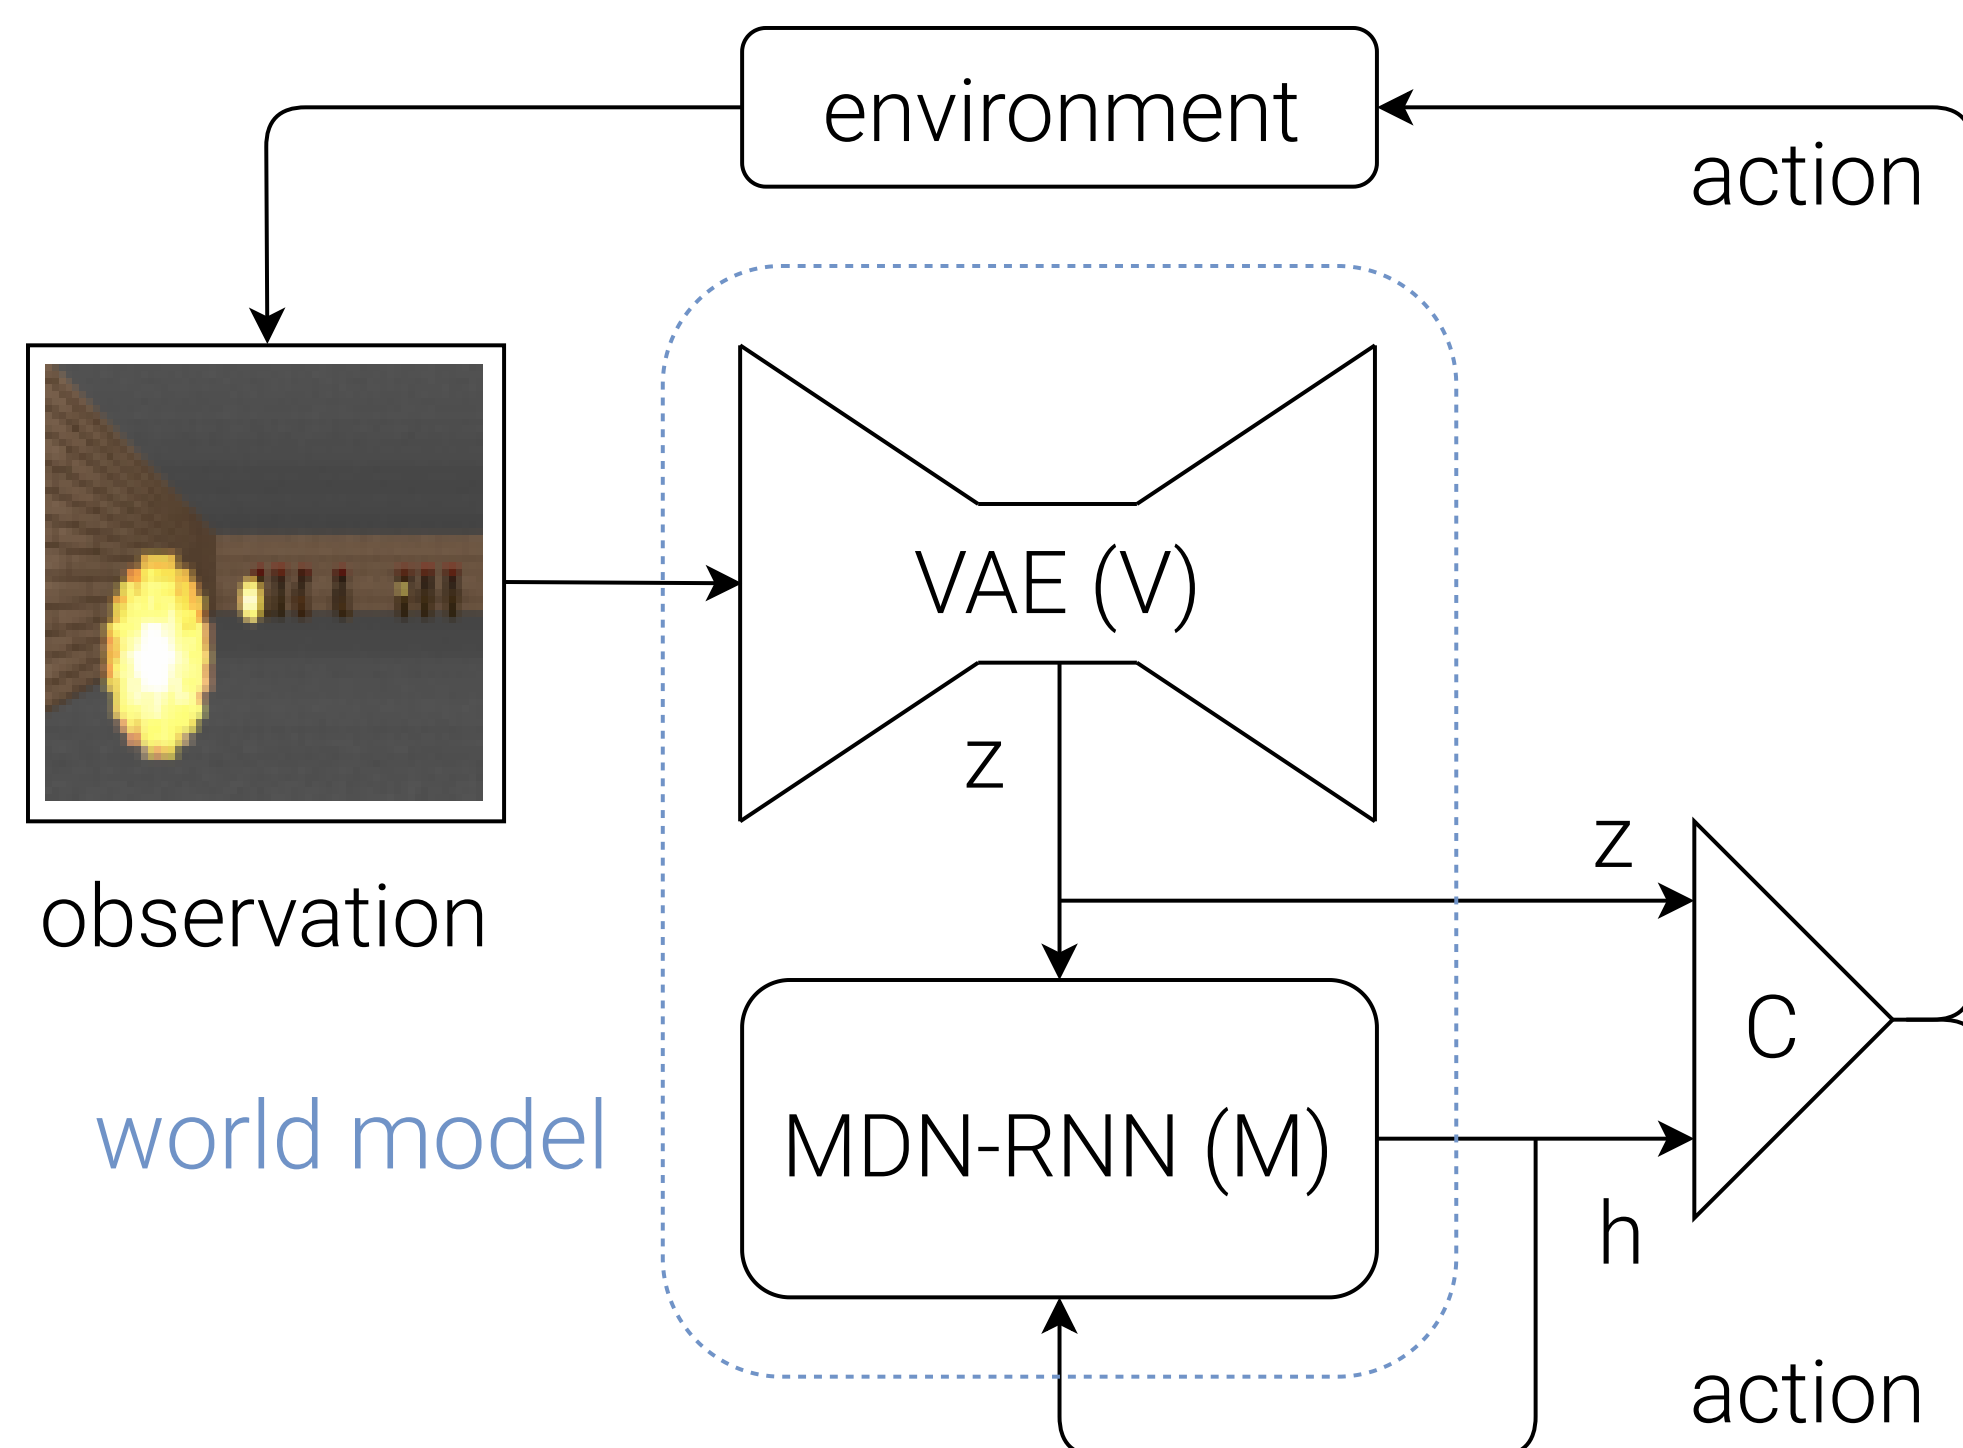 environment
action
VAE (V)
z
z
observation
C
world model
MDN-RNN (M)
h
action